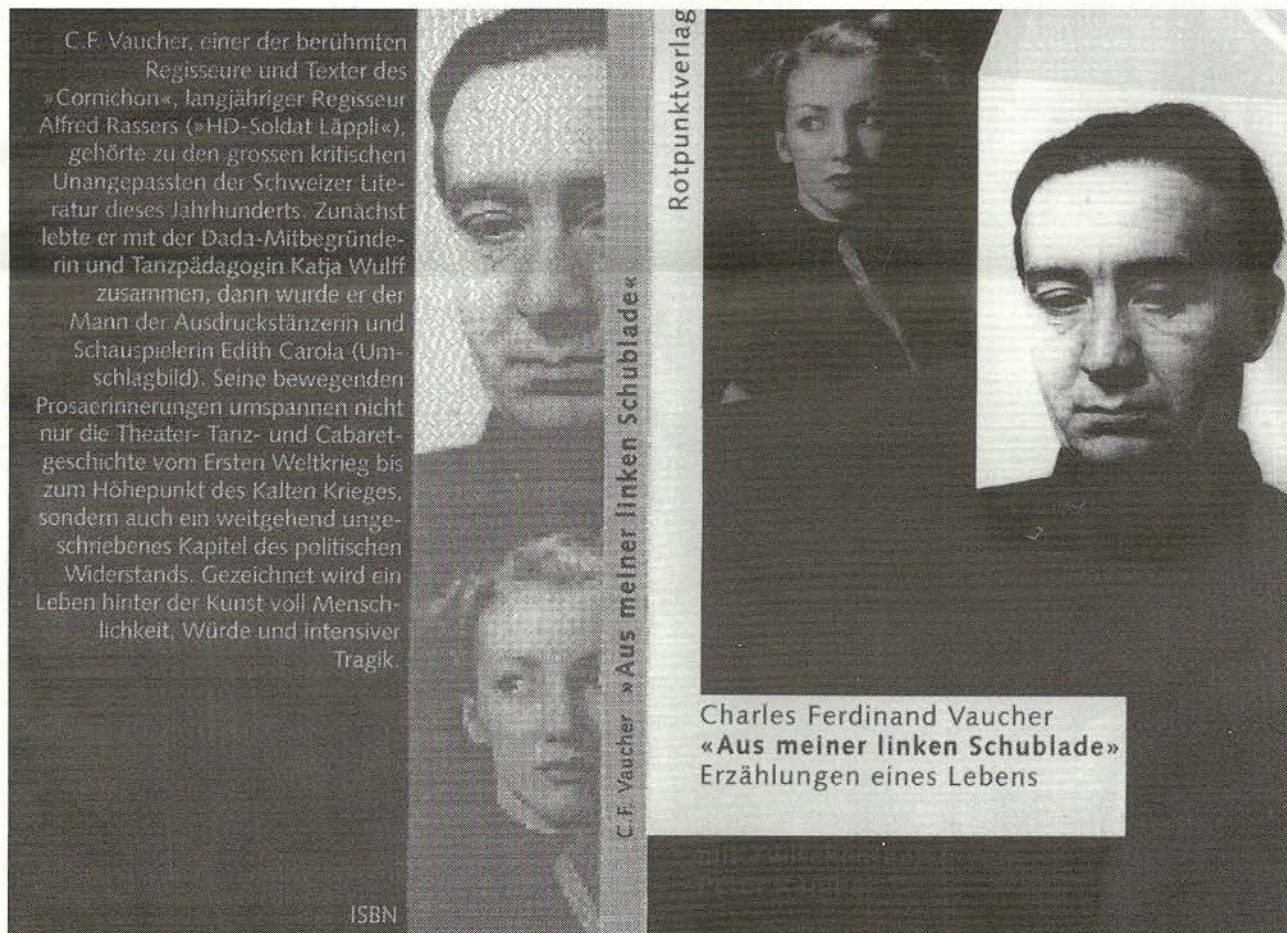 C.F. Vaucher, einer der berühmten
Regisseure und Texter des
»Cornichon«, langjähriger Regisseur
Alfred Rassers (»HD-Soldat Läppli«),
gehörte zu den grossen kritischen
Unangepassten der Schweizer Lite-
ratur dieses Jahrhunderts. Zunächst
lebte er mit der Dada-Mitbegründe-
rin und Tanzpädagogin Katja Wulff
zusammen, dann wurde er der
Mann der Ausdruckstänzerin und
Schauspielerin Edith Carola (Um-
schlagbild). Seine bewegenden
Prosaerinnerungen umspannen nicht
nur die Theater- Tanz- und Cabaret-
geschichte vom Ersten Weltkrieg bis
zum Höhepunkt des Kalten Krieges,
sondern auch ein weitgehend unge-
schriebenes Kapitel des politischen
Widerstands. Gezeichnet wird ein
Leben hinter der Kunst voll Mensch-
lichkeit, Würde und intensiver
Tragik.
ISBN
C.F. Vaucher »Aus meiner linken Schublade«
Rotpunktverlag
Charles Ferdinand Vaucher
«Aus meiner linken Schublade»
Erzählungen eines Lebens